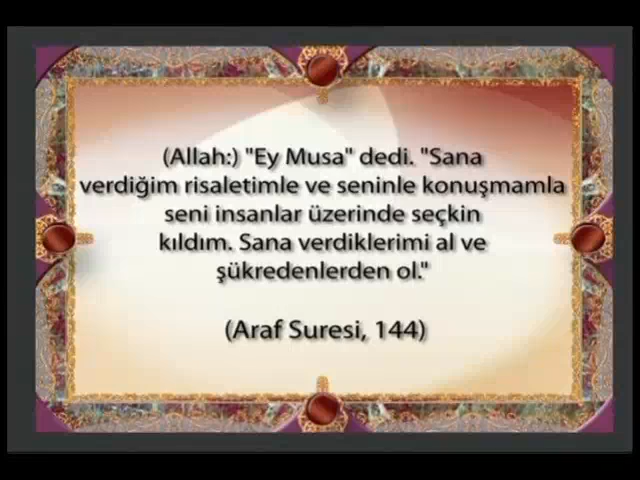 (Allah:) "Ey Musa" dedi. "Sana
verdiğim risaletimle ve seninle konuşmamla
seni insanlar üzerinde seçkin
kıldım. Sana verdiklerimi al ve
şükredenlerden ol."
(Araf Suresi, 144)